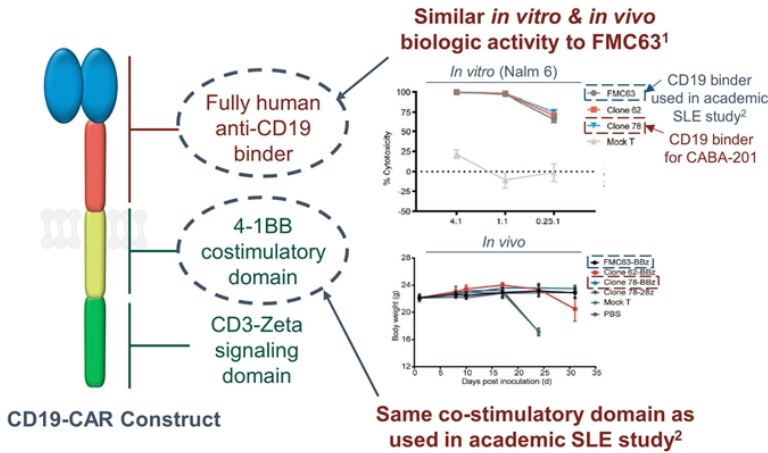 Similar in vitro & in vivo
biologic activity to FMC63¹
Fully human
anti-CD19
binder
4-1BB
costimulatory
domain
CD3-Zeta
signaling
domain
CD19-CAR Construct
In vitro (Nalm 6)
% Cytotoxicity
100
75
50
25
0
-25
-50
4:1
1:1
0.25:1
FMC63
Clone 62
Clone 78
Mock T
CD19 binder
used in academic
SLE study²
CD19 binder
for CABA-201
In vivo
Body weight (g)
28
24
20
16
12
0
5
10
15
20
25
30
35
Days post inoculation (d)
FMC63-BBz
Clone 62-BBz
Clone 78-BBz
Clone 78-28z
Mock T
PBS
Same co-stimulatory domain as
used in academic SLE study²